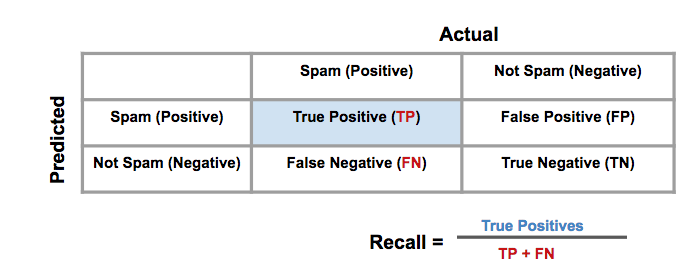 Actual
Spam (Positive) Not Spam (Negative)
Predicted
Spam (Positive) True Positive (TP) False Positive (FP)
Not Spam (Negative) False Negative (FN) True Negative (TN)
True Positives
Recall =
TP + FN